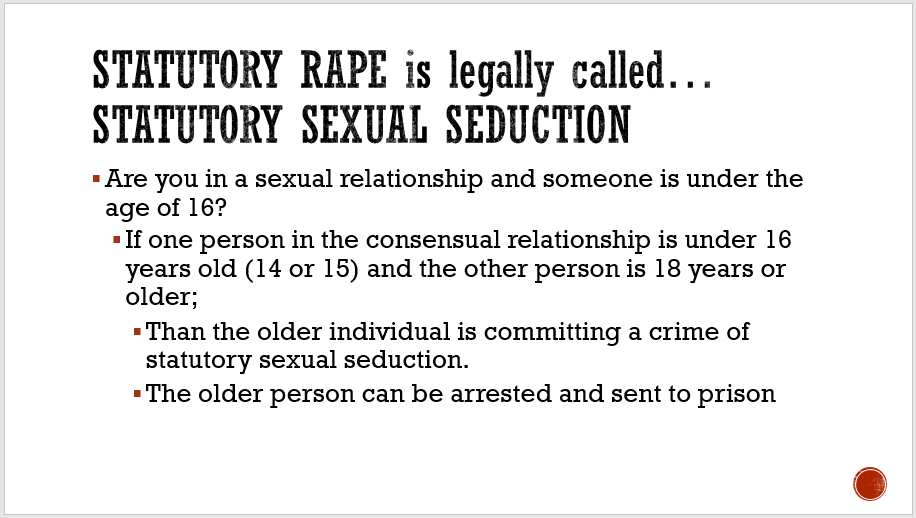 STATUTORY RAPE is legally called...
STATUTORY SEXUAL SEDUCTION
▪Are you in a sexual relationship and someone is under the
age of 16?
▪If one person in the consensual relationship is under 16
years old (14 or 15) and the other person is 18 years or
older;
▪Than the older individual is committing a crime of
statutory sexual seduction.
▪The older person can be arrested and sent to prison